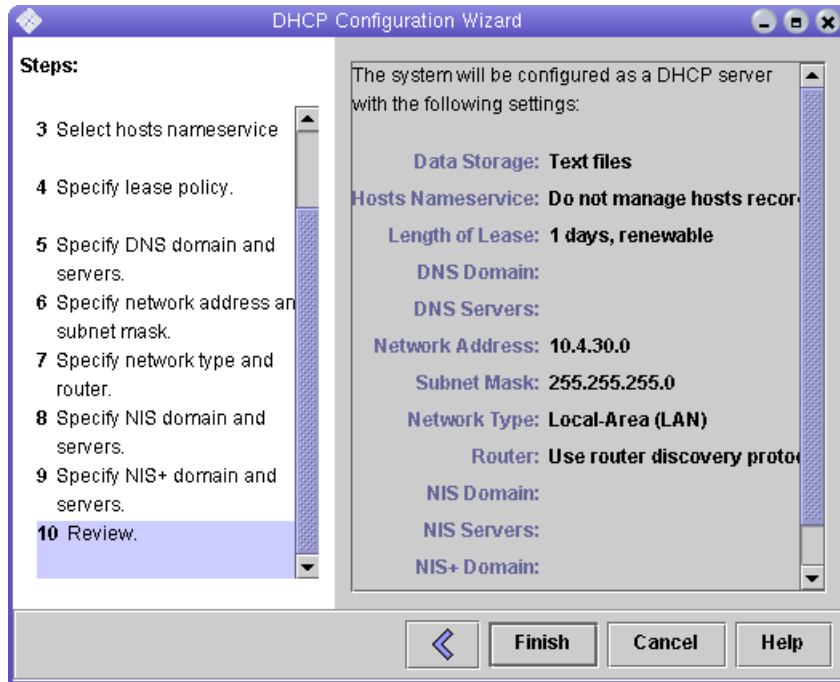 DHCP Configuration Wizard
Steps:
3 Select hosts nameservice
4 Specify lease policy.
5 Specify DNS domain and
servers.
6 Specify network address an
subnet mask.
7 Specify network type and
router.
8 Specify NIS domain and
servers.
9 Specify NIS+ domain and
servers.
10 Review.
The system will be configured as a DHCP server
with the following settings:
Data Storage: Text files
Hosts Nameservice: Do not manage hosts recor
Length of Lease: 1 days, renewable
DNS Domain:
DNS Servers:
Network Address: 10.4.30.0
Subnet Mask: 255.255.255.0
Network Type: Local-Area (LAN)
Router: Use router discovery proto
NIS Domain:
NIS Servers:
NIS+ Domain:
Finish Cancel Help